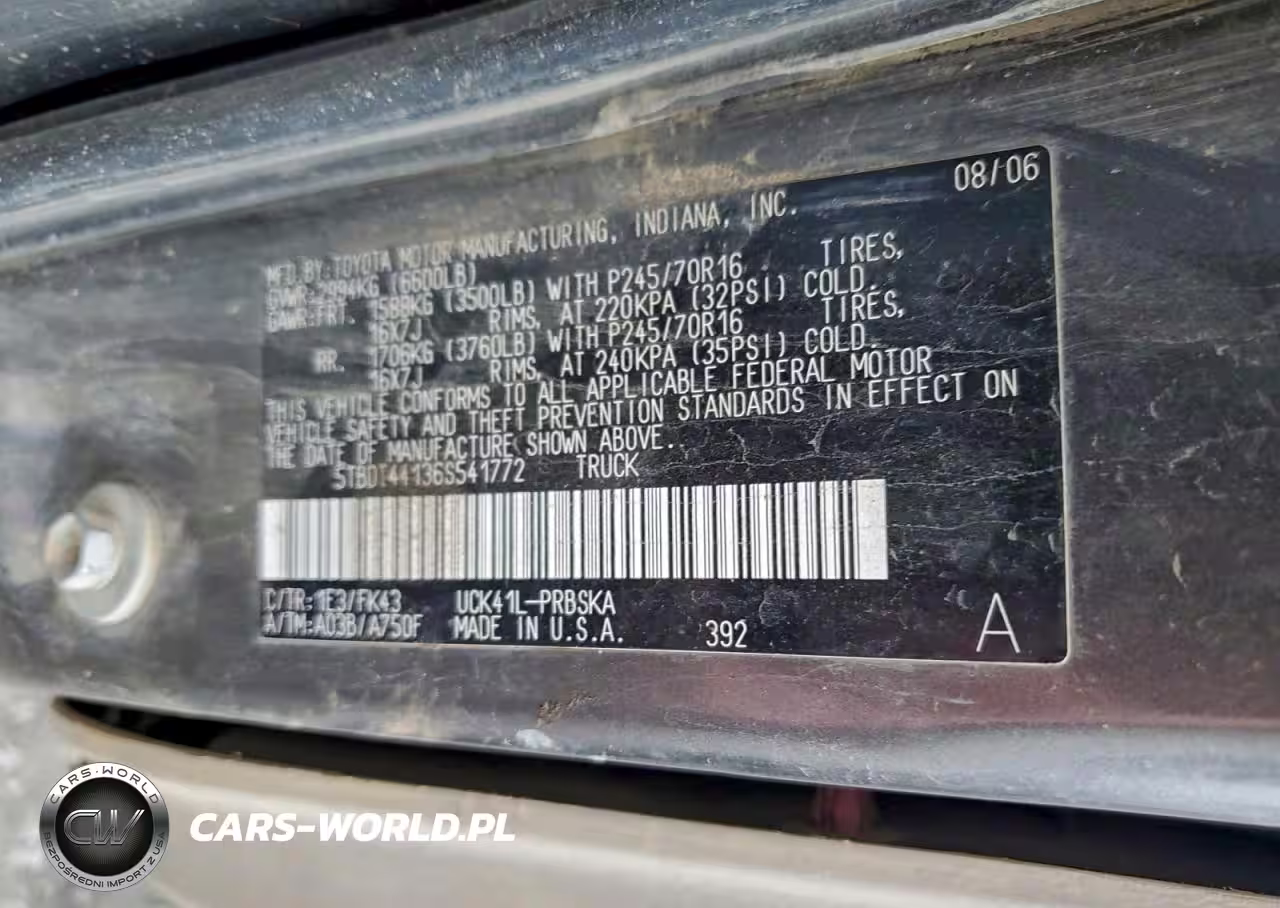 08/06
MFD.BY:TOYOTA MOTOR MANUFACTURING, INDIANA, INC.
GVWR:2994KG (6600LB)
GAWR:FRT. 1588KG (3500LB) WITH P245/70R16 TIRES,
16X7J RIMS, AT 220KPA (32PSI) COLD.
RR. 1706KG (3760LB) WITH P245/70R16 TIRES,
16X7J RIMS, AT 240KPA (35PSI) COLD.
THIS VEHICLE CONFORMS TO ALL APPLICABLE FEDERAL MOTOR
VEHICLE SAFETY AND THEFT PREVENTION STANDARDS IN EFFECT ON
THE DATE OF MANUFACTURE SHOWN ABOVE.
5TBDT44136S541772 TRUCK
C/TR:1E3/FK43 UCK41L-PRBSKA
A/TM:A03B/A750F MADE IN U.S.A. 392 A
CARS-WORLD
CW
BEZPOŚREDNI IMPORT Z USA
CARS-WORLD.PL